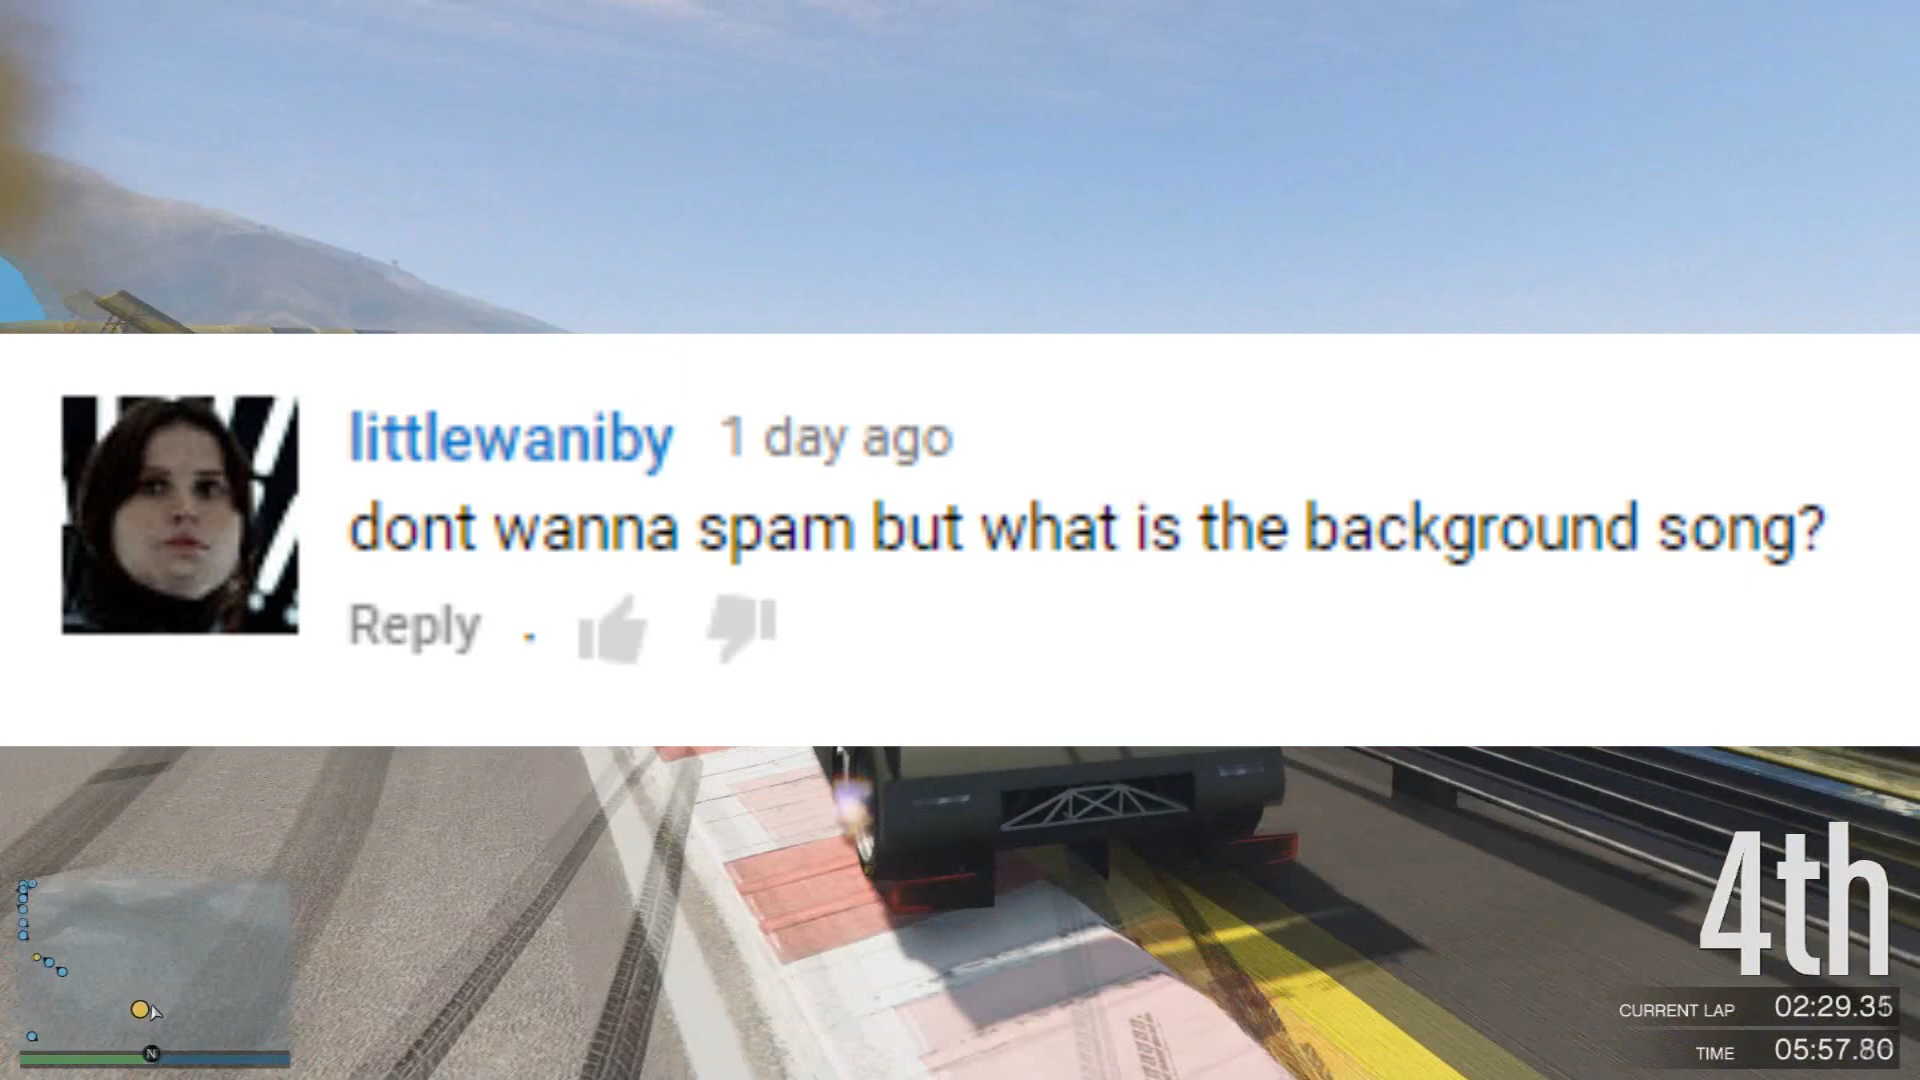 littlewaniby 1 day ago
dont wanna spam but what is the background song?
Reply .
4th
CURRENT LAP 02:29.35
TIME 05:57.80
N